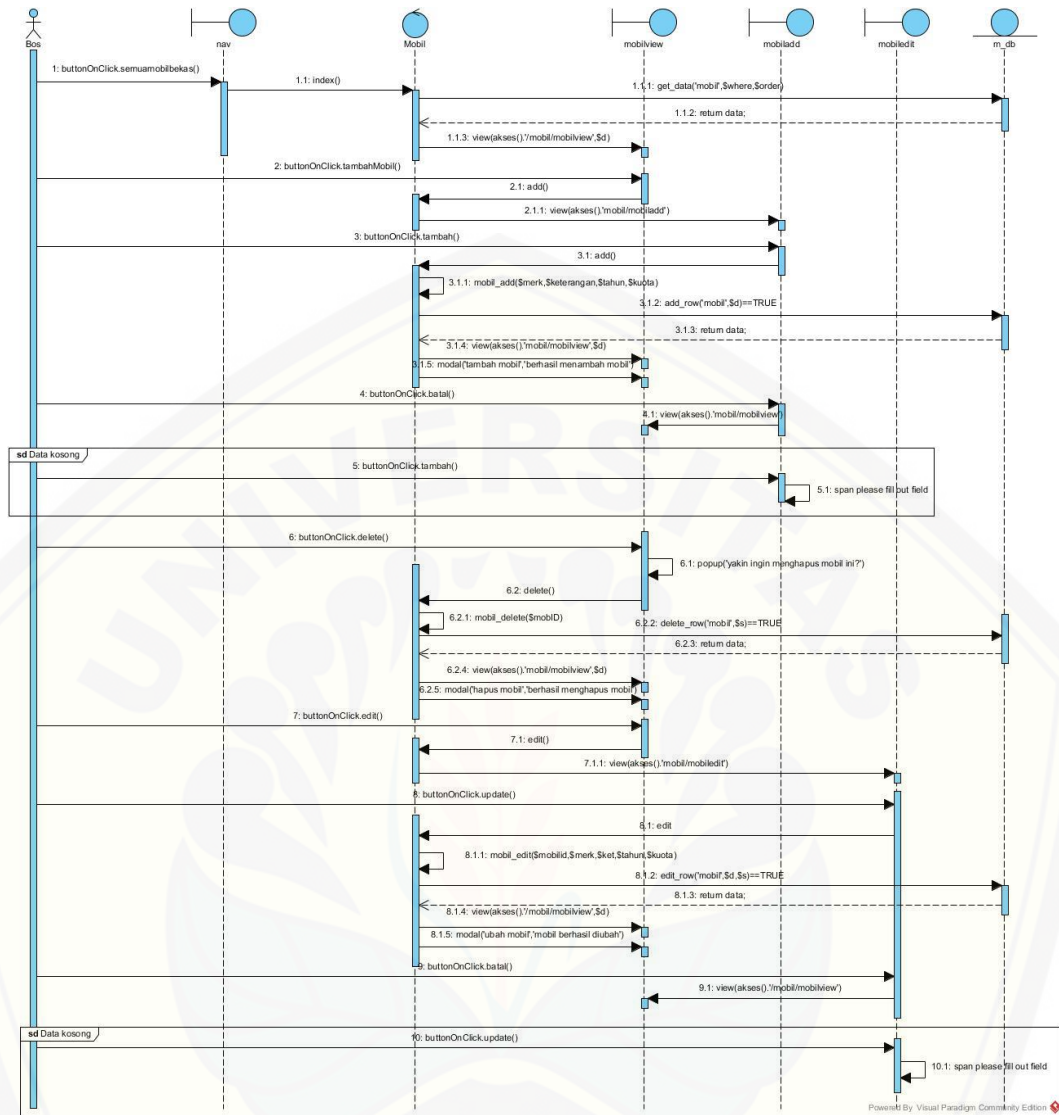 Bos
nav
Mobil
mobilview
mobiladd
mobiledit
m_db
1: buttonOnClick.semuamobilbekas()
1.1: index()
1.1.1: get_data('mobil',$where,$order)
1.1.2: return data;
1.1.3: view(akses().'/mobil/mobilview',$d)
2: buttonOnClick.tambahMobil()
2.1: add()
2.1.1: view(akses().'mobil/mobiladd')
3: buttonOnClick.tambah()
3.1: add()
3.1.1: mobil_add($merk,$keterangan,$tahun,$kuota)
3.1.2: add_row('mobil',$d)==TRUE
3.1.3: return data;
3.1.4: view(akses().'mobil/mobilview',$d)
3.1.5: modal('tambah mobil','berhasil menambah mobil')
4: buttonOnClick.batal()
4.1: view(akses().'mobil/mobilview')
sd Data kosong
5: buttonOnClick.tambah()
5.1: span please fill out field
6: buttonOnClick.delete()
6.1: popup('yakin ingin menghapus mobil ini?')
6.2: delete()
6.2.1: mobil_delete($mobID)
6.2.2: delete_row('mobil',$s)==TRUE
6.2.3: return data;
6.2.4: view(akses().'mobil/mobilview',$d)
6.2.5: modal('hapus mobil','berhasil menghapus mobil')
7: buttonOnClick.edit()
7.1: edit()
7.1.1: view(akses().'mobil/mobiledit')
8: buttonOnClick.update()
8.1: edit
8.1.1: mobil_edit($mobilid,$merk,$ket,$tahun,$kuota)
8.1.2: edit_row('mobil',$d,$s)==TRUE
8.1.3: return data;
8.1.4: view(akses().'/mobil/mobilview',$d)
8.1.5: modal('ubah mobil','mobil berhasil diubah')
9: buttonOnClick.batal()
9.1: view(akses().'/mobil/mobilview')
sd Data kosong
10: buttonOnClick.update()
10.1: span please fill out field
UNIVERSITAS
Powered By Visual Paradigm Community Edition